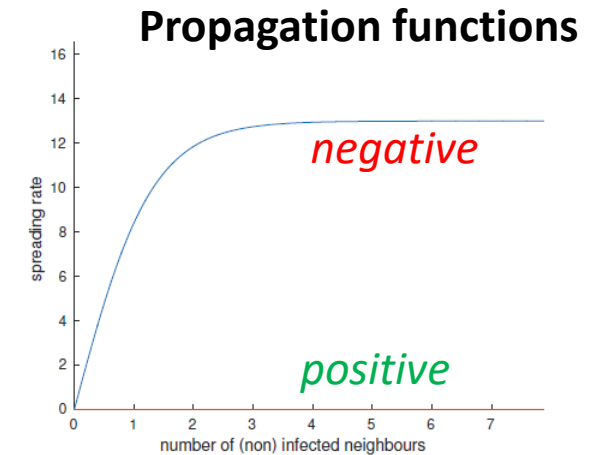 Propagation functions
16
14
12
10
8
6
4
2
0
negative
positive
spreading rate
0 1 2 3 4 5 6 7
number of (non) infected neighbours